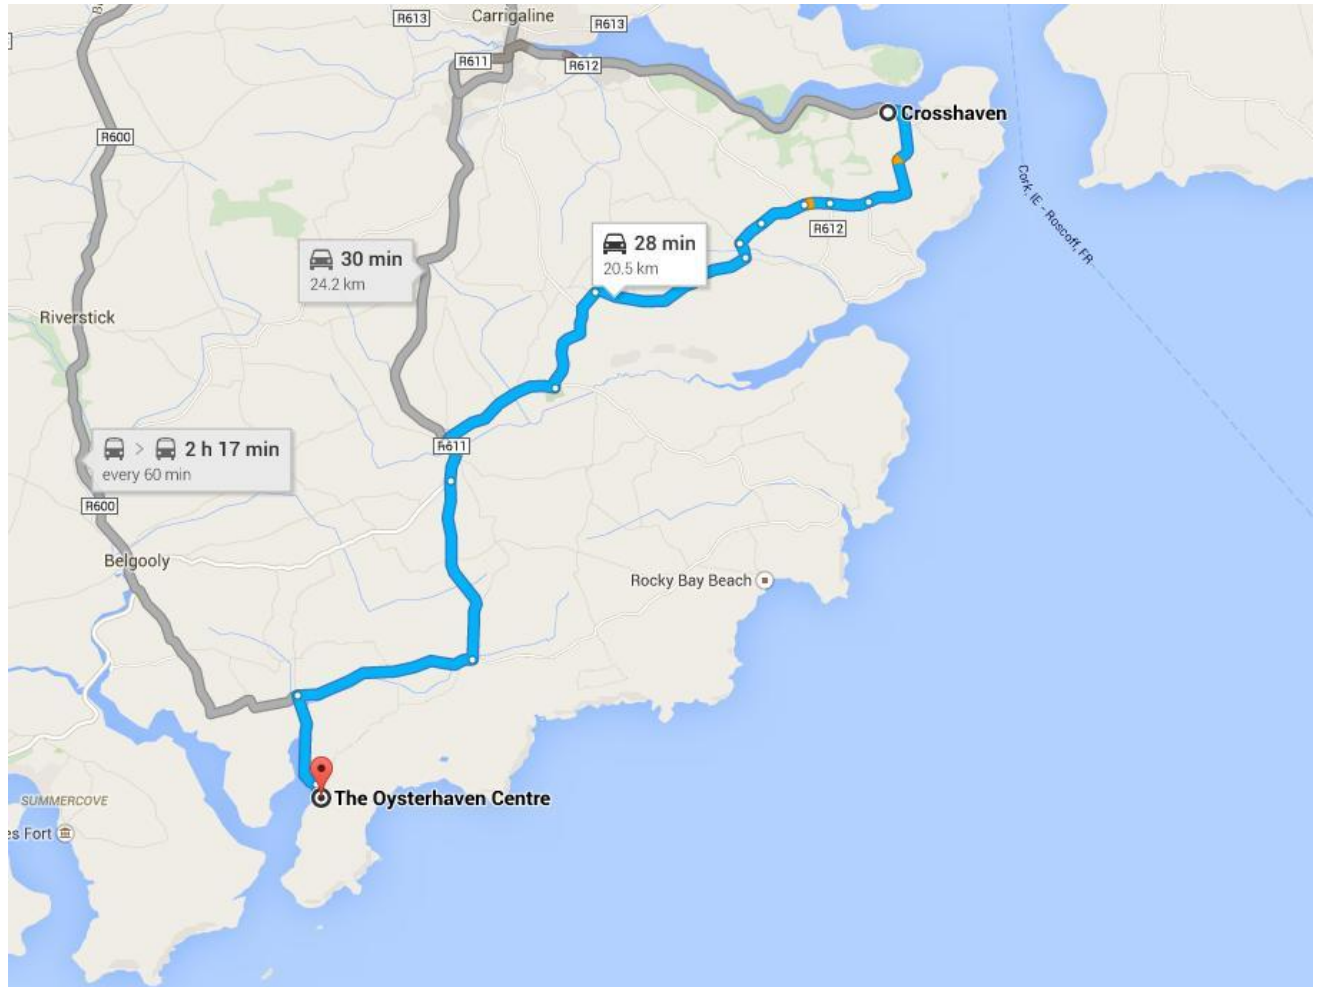 R613
Carrigaline
R613
R611
R612
Crosshaven
R600
Cork, IE - Roscoff, FR
R612
28 min
20.5 km
30 min
24.2 km
Riverstick
R611
> 2 h 17 min
every 60 min
R600
Belgooly
Rocky Bay Beach
The Oysterhaven Centre
SUMMERCOVE
es Fort